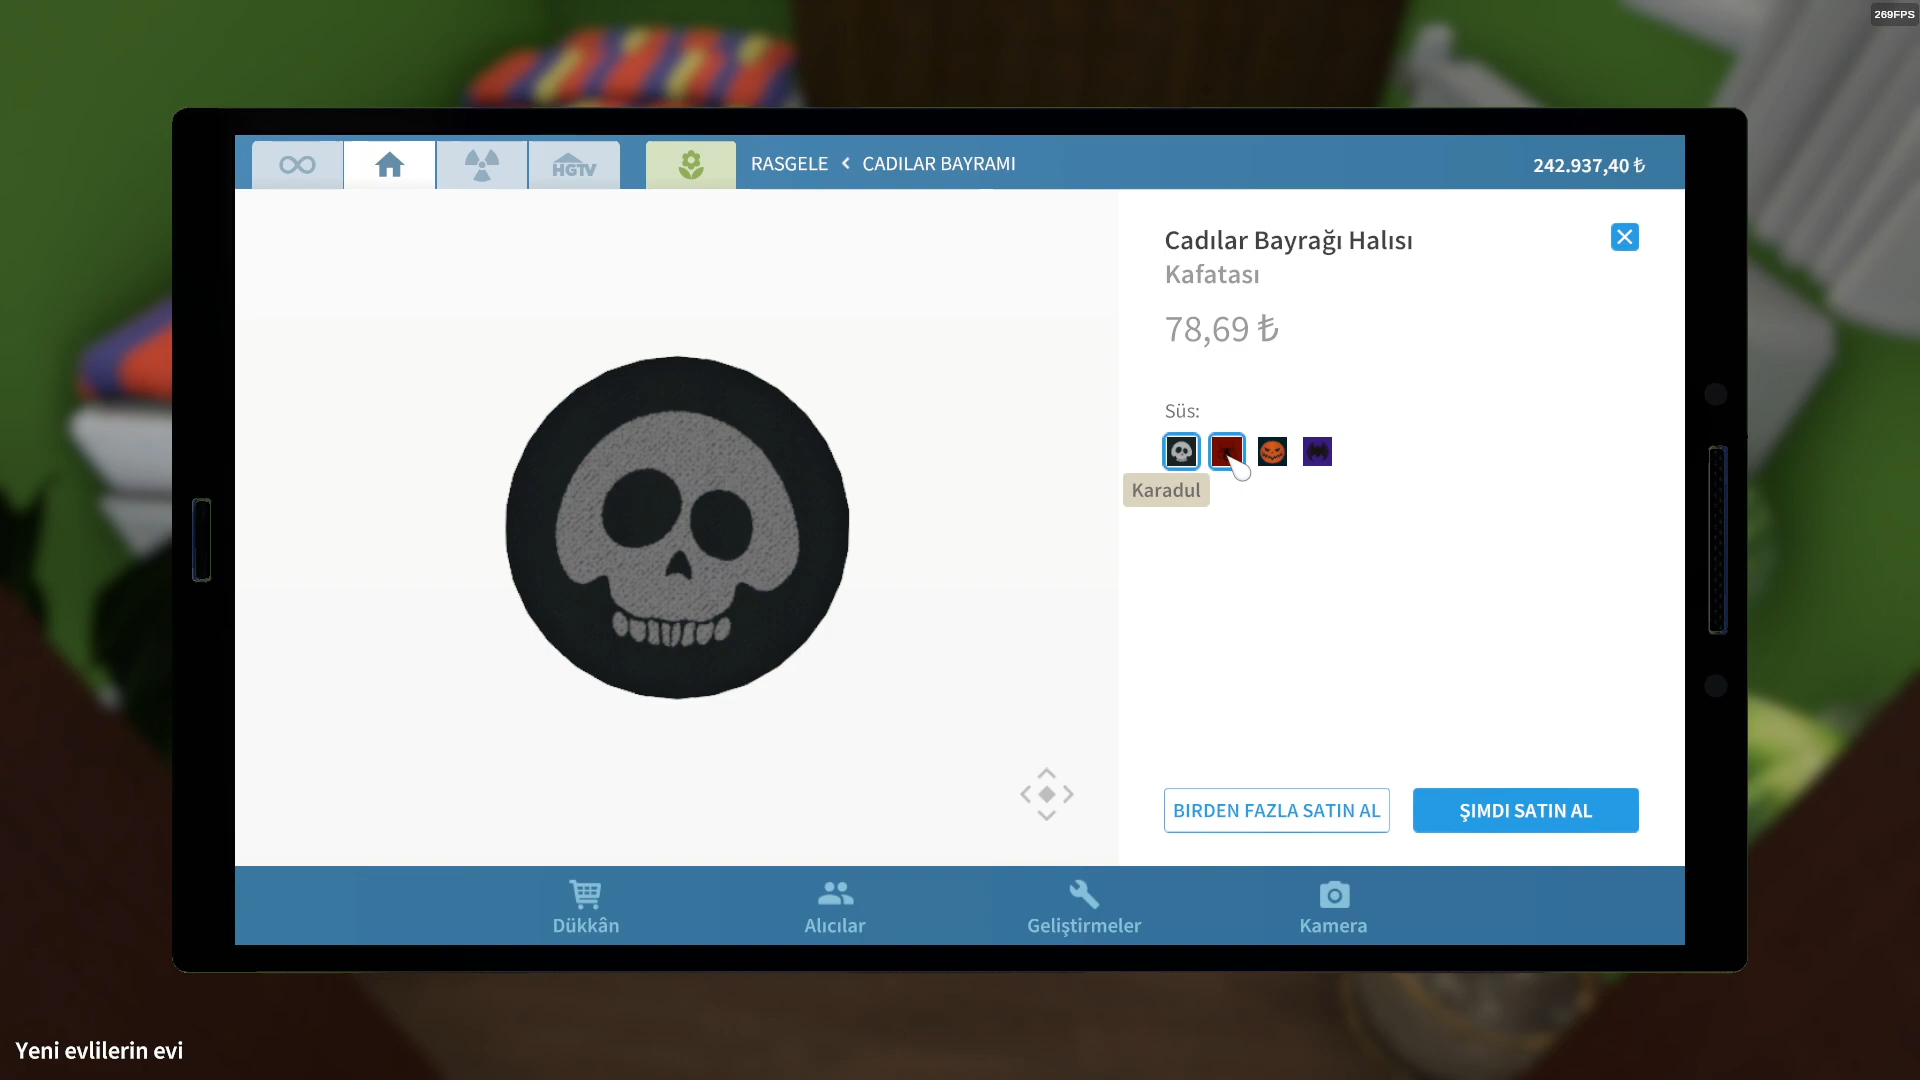 269FPS
HGTV
RASGELE < CADILAR BAYRAMI
242.937,40 ₺
Cadılar Bayrağı Halısı
Kafatası
78,69 ₺
Süs:
Karadul
BIRDEN FAZLA SATIN AL
ŞIMDI SATIN AL
Dükkân
Alıcılar
Geliştirmeler
Kamera
Yeni evlilerin evi